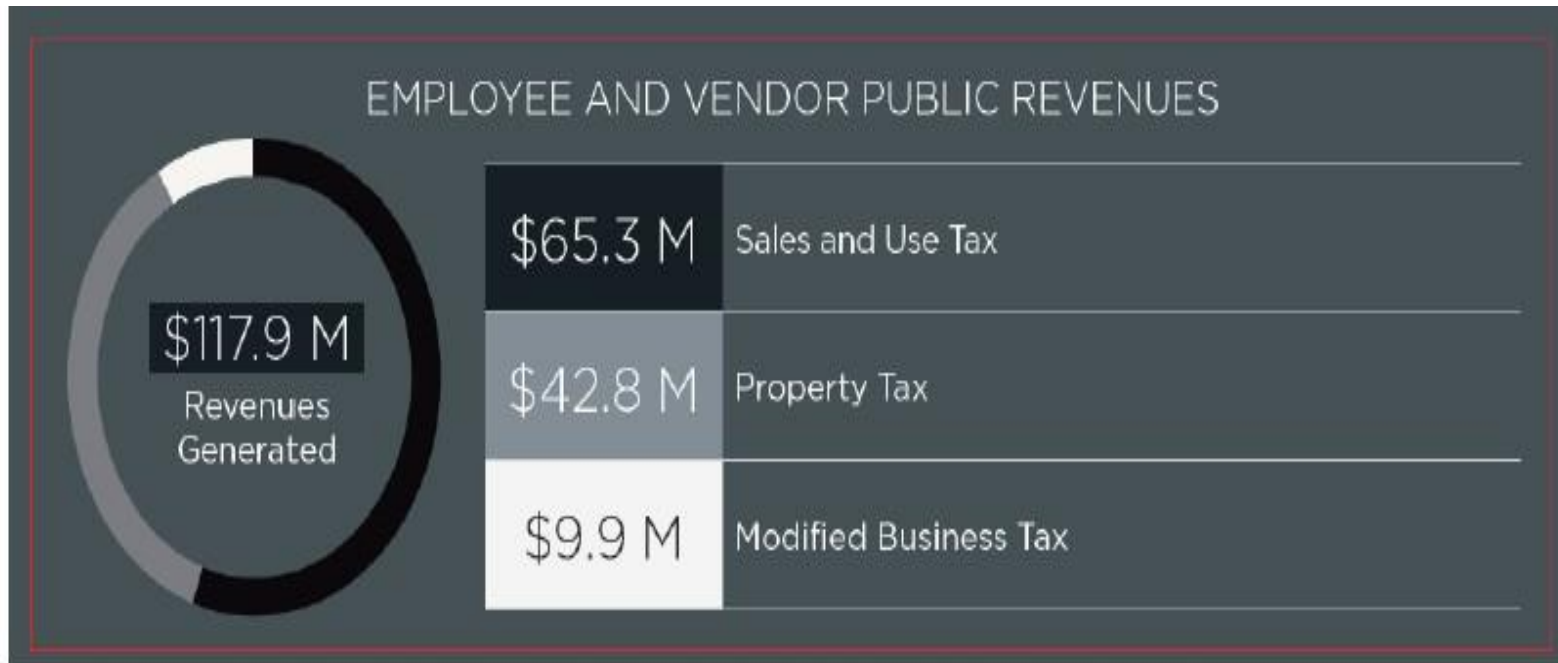 EMPLOYEE AND VENDOR PUBLIC REVENUES
$117.9 M
Revenues
Generated
$65.3 M Sales and Use Tax
$42.8 M Property Tax
$9.9 M Modified Business Tax